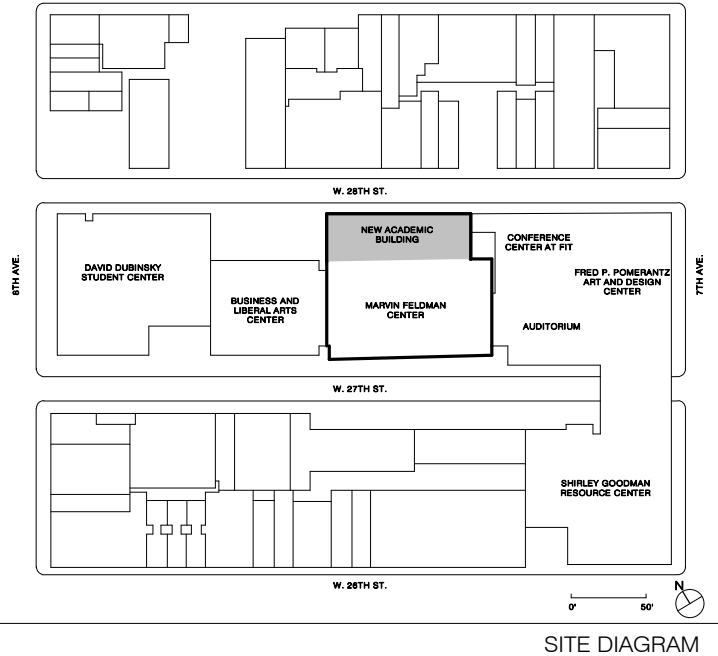 W. 28TH ST.
NEW ACADEMIC
BUILDING
CONFERENCE
CENTER AT FIT
8TH AVE.
DAVID DUBINSKY
STUDENT CENTER
FRED P. POMERANTZ
ART AND DESIGN
CENTER
7TH AVE.
BUSINESS AND
LIBERAL ARTS
CENTER
MARVIN FELDMAN
CENTER
AUDITORIUM
W. 27TH ST.
SHIRLEY GOODMAN
RESOURCE CENTER
W. 26TH ST.
N
0'
50'
SITE DIAGRAM